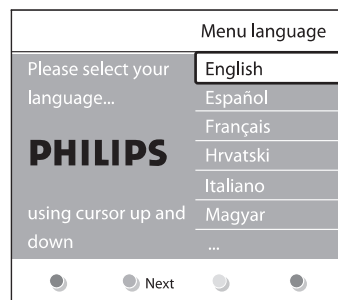 Menu language
Please select your
language...
PHILIPS
using cursor up and
down
English
Español
Français
Hrvatski
Italiano
Magyar
...
Next